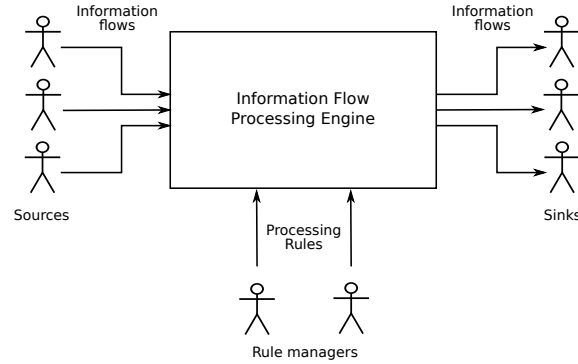 Information
flows
Information
flows
Information Flow
Processing Engine
Sources
Sinks
Processing
Rules
Rule managers